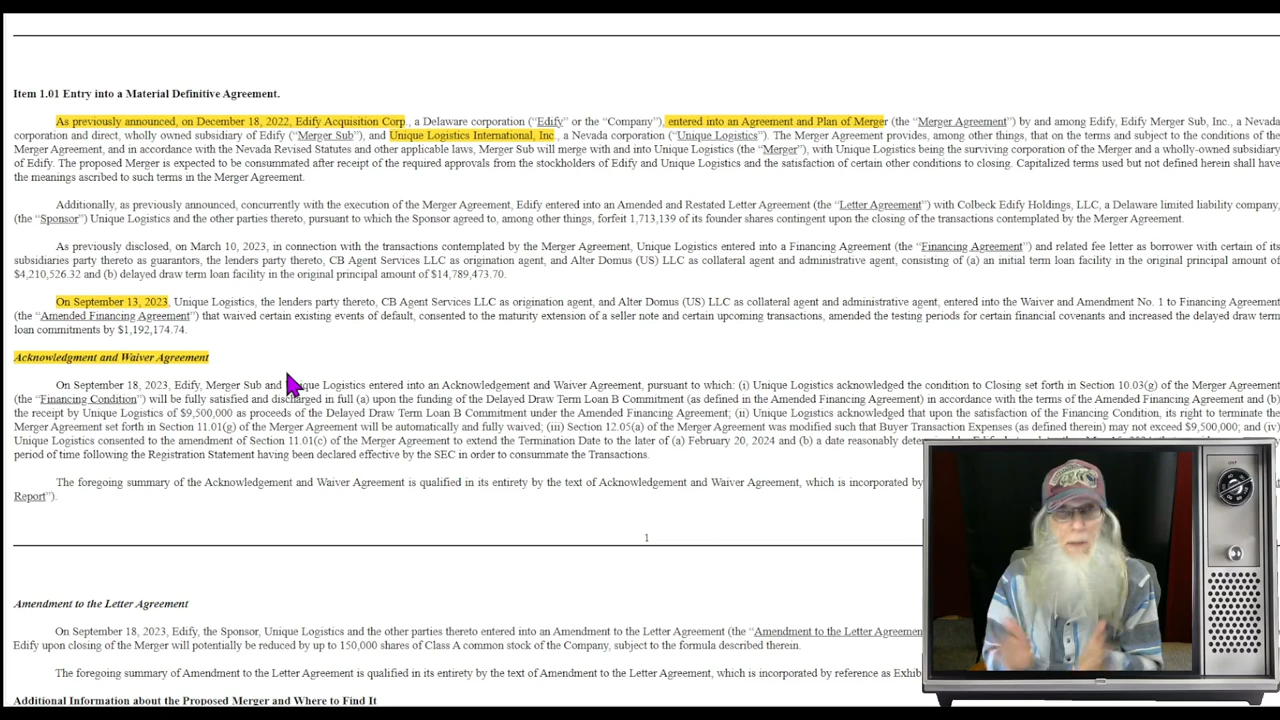 Item 1.01 Entry into a Material Definitive Agreement.
As previously announced, on December 18, 2022, Edify Acquisition Corp., a Delaware corporation (“Edify” or the “Company”), entered into an Agreement and Plan of Merger (the “Merger Agreement”) by and among Edify, Edify Merger Sub, Inc., a Nevada
corporation and direct, wholly owned subsidiary of Edify (“Merger Sub”), and Unique Logistics International, Inc., a Nevada corporation (“Unique Logistics”). The Merger Agreement provides, among other things, that on the terms and subject to the conditions of the
Merger Agreement, and in accordance with the Nevada Revised Statutes and other applicable laws, Merger Sub will merge with and into Unique Logistics (the “Merger”), with Unique Logistics being the surviving corporation of the Merger and a wholly-owned subsidiary
of Edify. The proposed Merger is expected to be consummated after receipt of the required approvals from the stockholders of Edify and Unique Logistics and the satisfaction of certain other conditions to closing. Capitalized terms used but not defined herein shall have
the meanings ascribed to such terms in the Merger Agreement.
Additionally, as previously announced, concurrently with the execution of the Merger Agreement, Edify entered into an Amended and Restated Letter Agreement (the “Letter Agreement”) with Colbeck Edify Holdings, LLC, a Delaware limited liability company,
(the “Sponsor”) Unique Logistics and the other parties thereto, pursuant to which the Sponsor agreed to, among other things, forfeit 1,713,139 of its founder shares contingent upon the closing of the transactions contemplated by the Merger Agreement.
As previously disclosed, on March 10, 2023, in connection with the transactions contemplated by the Merger Agreement, Unique Logistics entered into a Financing Agreement (the “Financing Agreement”) and related fee letter as borrower with certain of its
subsidiaries party thereto as guarantors, the lenders party thereto, CB Agent Services LLC as origination agent, and Alter Domus (US) LLC as collateral agent and administrative agent, consisting of (a) an initial term loan facility in the original principal amount of
$4,210,526.32 and (b) delayed draw term loan facility in the original principal amount of $14,789,473.70.
On September 13, 2023, Unique Logistics, the lenders party thereto, CB Agent Services LLC as origination agent, and Alter Domus (US) LLC as collateral agent and administrative agent, entered into the Waiver and Amendment No. 1 to Financing Agreement
(the “Amended Financing Agreement”) that waived certain existing events of default, consented to the maturity extension of a seller note and certain upcoming transactions, amended the testing periods for certain financial covenants and increased the delayed draw term
loan commitments by $1,192,174.74.
Acknowledgment and Waiver Agreement
On September 18, 2023, Edify, Merger Sub and Unique Logistics entered into an Acknowledgement and Waiver Agreement, pursuant to which: (i) Unique Logistics acknowledged the condition to Closing set forth in Section 10.03(g) of the Merger Agreement
(the “Financing Condition”) will be fully satisfied and discharged in full (a) upon the funding of the Delayed Draw Term Loan B Commitment (as defined in the Amended Financing Agreement) in accordance with the terms of the Amended Financing Agreement and (b)
the receipt by Unique Logistics of $9,500,000 as proceeds of the Delayed Draw Term Loan B Commitment under the Amended Financing Agreement; (ii) Unique Logistics acknowledged that upon the satisfaction of the Financing Condition, its right to terminate the
Merger Agreement set forth in Section 11.01(g) of the Merger Agreement will be automatically and fully waived; (iii) Section 12.05(a) of the Merger Agreement was modified such that Buyer Transaction Expenses (as defined therein) may not exceed $9,500,000; and (iv)
Unique Logistics consented to the amendment of Section 11.01(c) of the Merger Agreement to extend the Termination Date to the later of (a) February 20, 2024 and (b) a date reasonably
period of time following the Registration Statement having been declared effective by the SEC in order to consummate the Transactions.
The foregoing summary of the Acknowledgement and Waiver Agreement is qualified in its entirety by the text of Acknowledgement and Waiver Agreement, which is incorporated by
Report”).
1
Amendment to the Letter Agreement
On September 18, 2023, Edify, the Sponsor, Unique Logistics and the other parties thereto entered into an Amendment to the Letter Agreement (the “Amendment to the Letter Agreemen
Edify upon closing of the Merger will potentially be reduced by up to 150,000 shares of Class A common stock of the Company, subject to the formula described therein.
The foregoing summary of Amendment to the Letter Agreement is qualified in its entirety by the text of Amendment to the Letter Agreement, which is incorporated by reference as Exhib
Additional Information about the Proposed Merger and Where to Find It